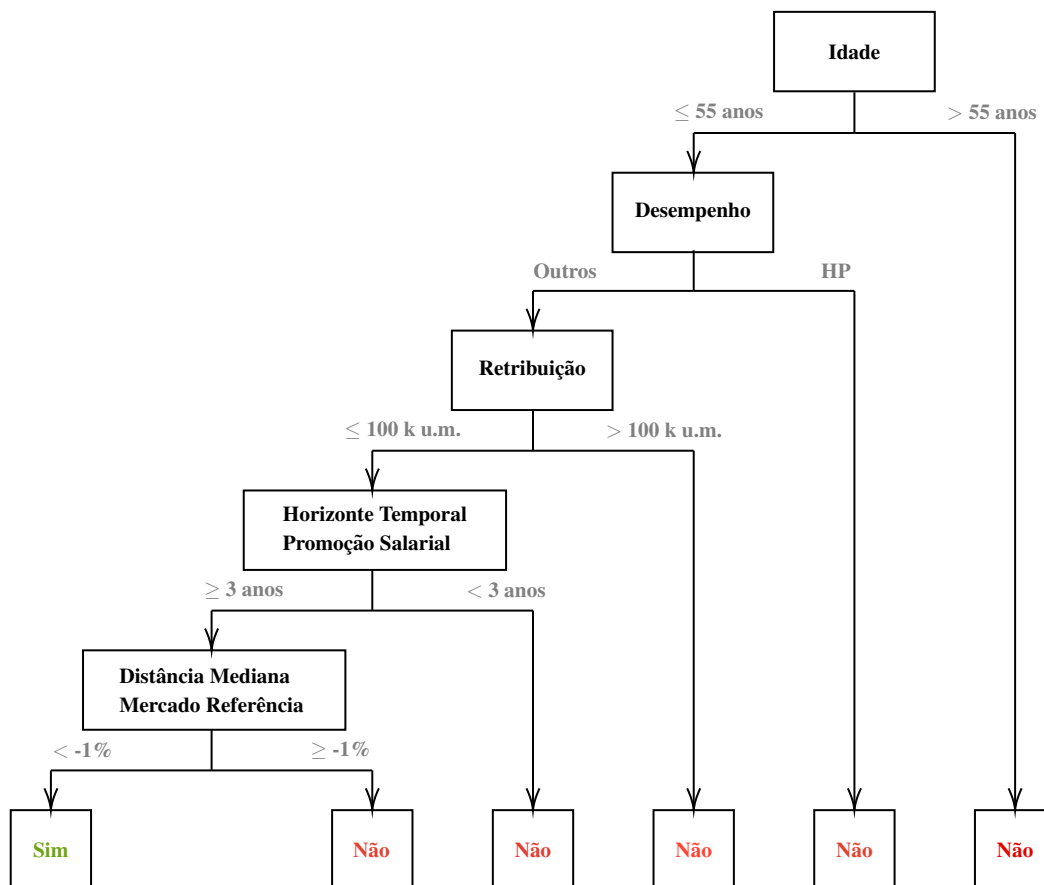 Idade
≤ 55 anos
> 55 anos
Desempenho
Outros
HP
Retribuição
≤ 100 k u.m.
> 100 k u.m.
Horizonte Temporal
Promoção Salarial
≥ 3 anos
< 3 anos
Distância Mediana
Mercado Referência
< -1%
≥ -1%
Sim
Não
Não
Não
Não
Não